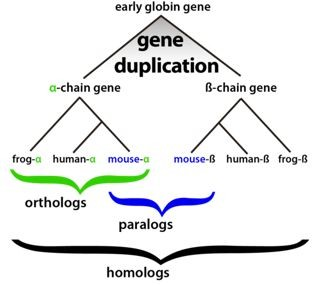 early globin gene
gene
duplication
α-chain gene
ß-chain gene
frog-α human-α mouse-α mouse-ß human-ß frog-ß
orthologs
paralogs
homologs